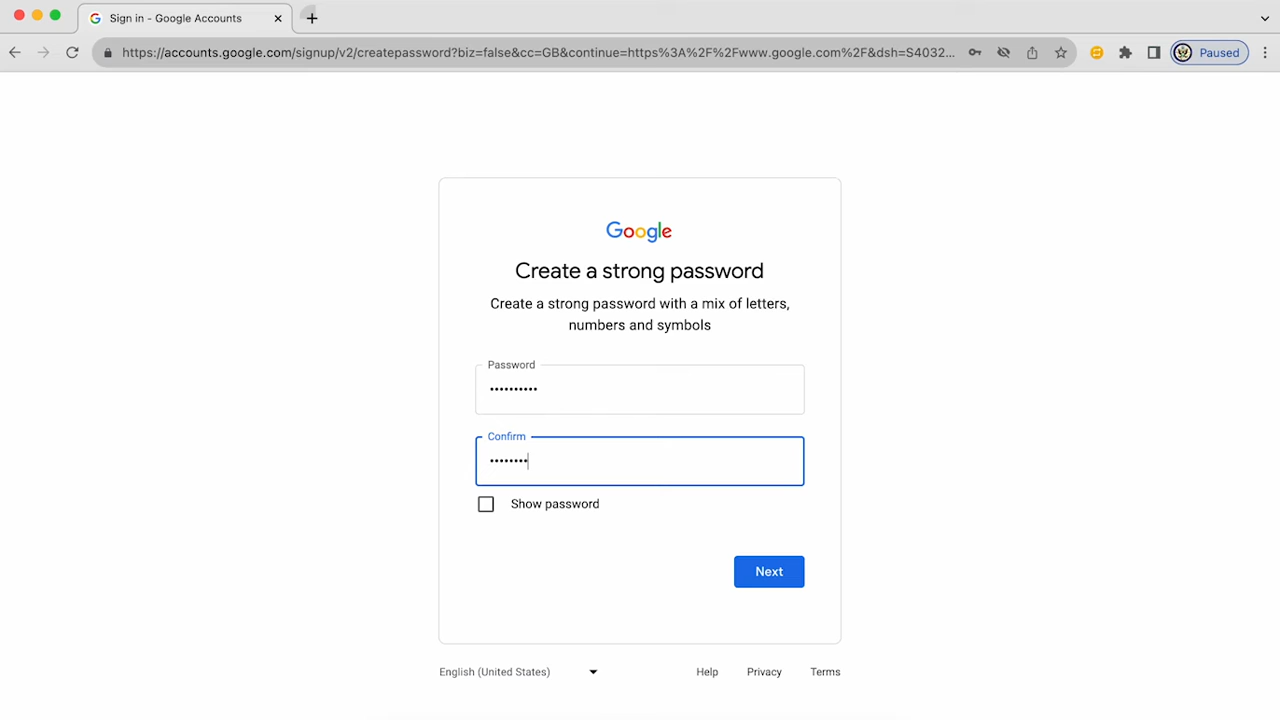 Sign in - Google Accounts
https://accounts.google.com/signup/v2/createpassword?biz=false&cc=GB&continue=https%3A%2F%2Fwww.google.com%2F&dsh=S4032...
Paused
Google
Create a strong password
Create a strong password with a mix of letters,
numbers and symbols
Password
••••••••••
Confirm
••••••••
Show password
Next
English (United States)
Help
Privacy
Terms